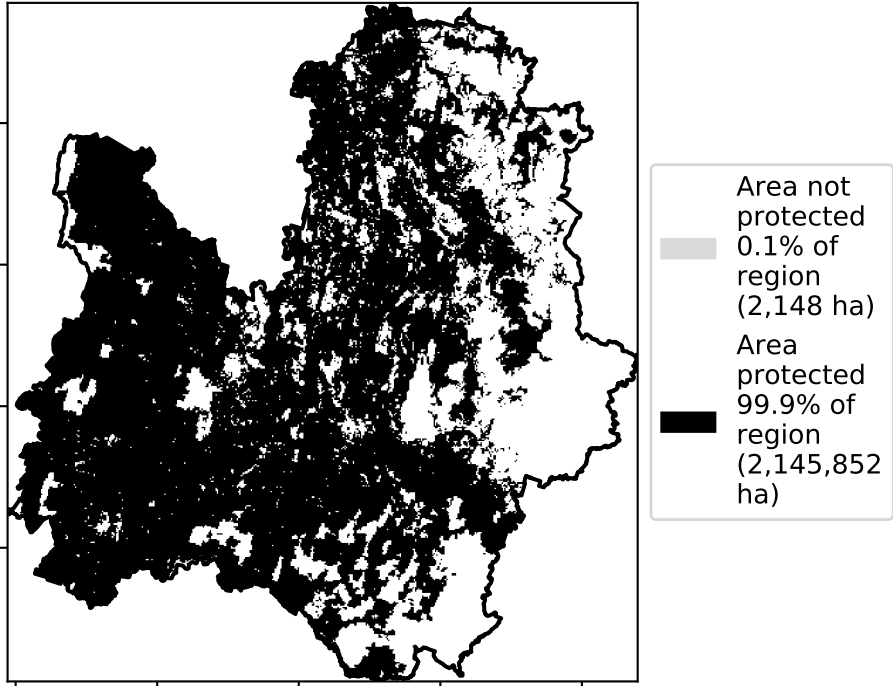 Area not
protected
0.1% of
region
(2,148 ha)
Area
protected
99.9% of
region
(2,145,852
ha)